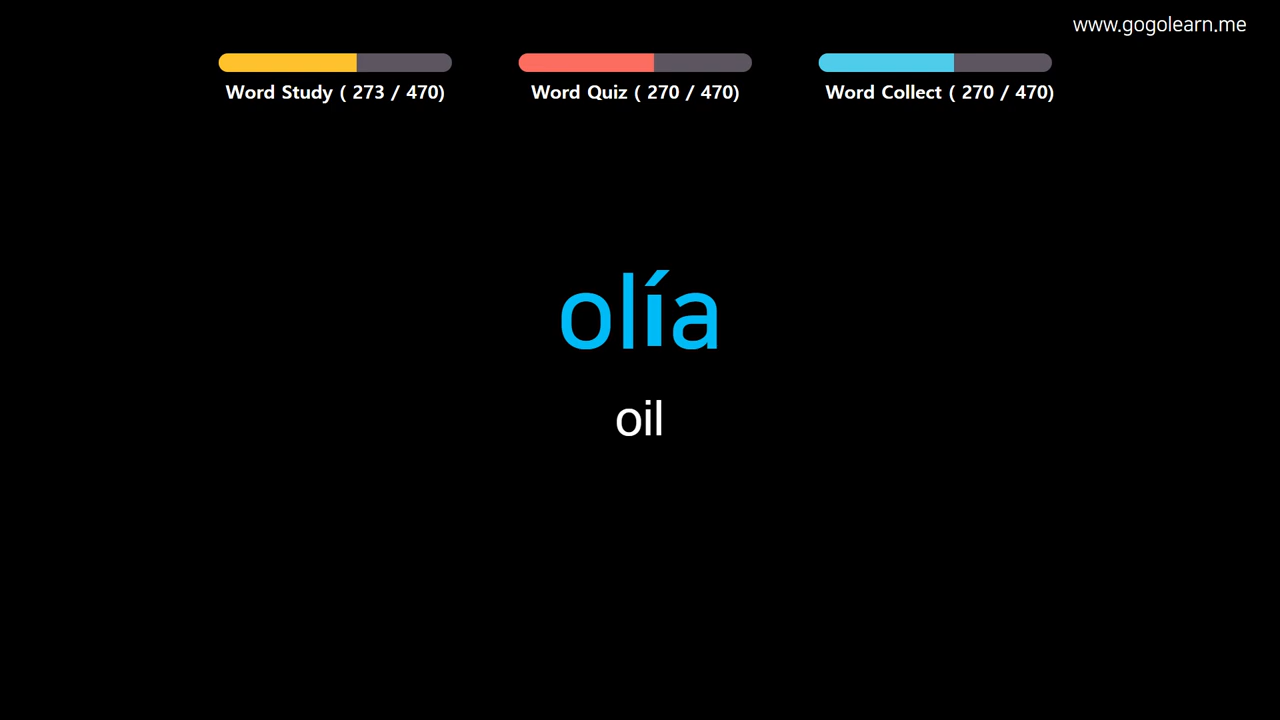 www.gogolearn.me
Word Study ( 273 / 470)
Word Quiz ( 270 / 470)
Word Collect ( 270 / 470)
olía
oil